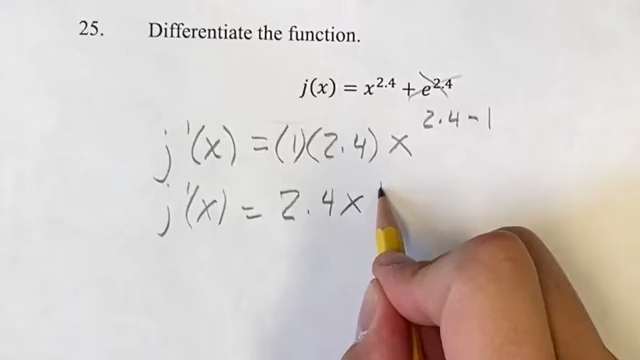 25. Differentiate the function.
j(x) = x^2.4 + e^2.4
j'(x) = (1)(2.4) x^2.4-1
j'(x) = 2.4x